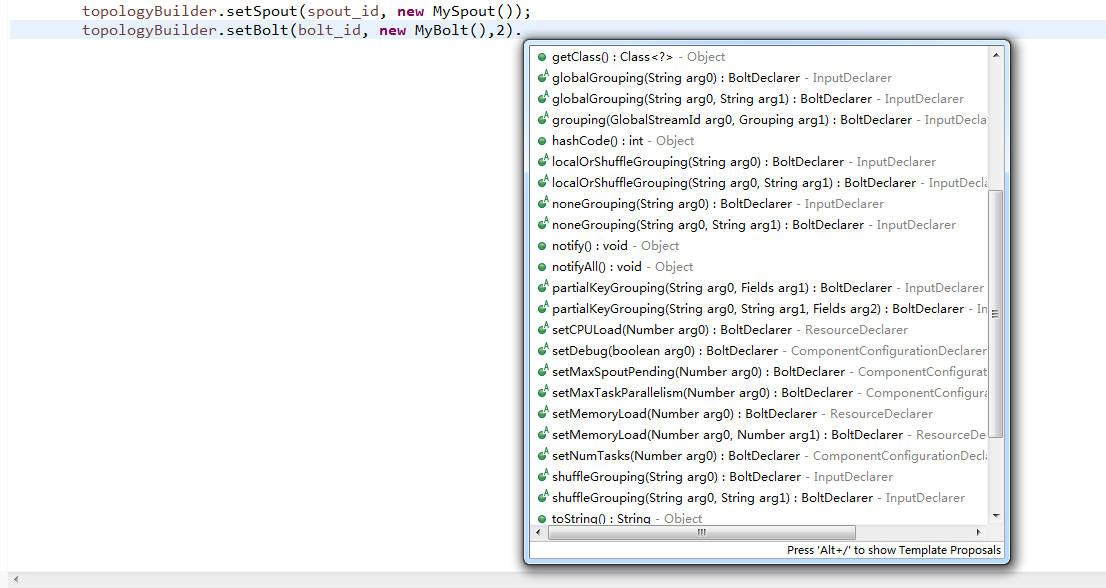 topologyBuilder.setSpout(spout_id, new MySpout());
topologyBuilder.setBolt(bolt_id, new MyBolt(),2).
getClass() : Class<?> - Object
globalGrouping(String arg0) : BoltDeclarer - InputDeclarer
globalGrouping(String arg0, String arg1) : BoltDeclarer - InputDeclarer
grouping(GlobalStreamId arg0, Grouping arg1) : BoltDeclarer - InputDecla
hashCode() : int - Object
localOrShuffleGrouping(String arg0) : BoltDeclarer - InputDeclarer
localOrShuffleGrouping(String arg0, String arg1) : BoltDeclarer - InputDecla
noneGrouping(String arg0) : BoltDeclarer - InputDeclarer
noneGrouping(String arg0, String arg1) : BoltDeclarer - InputDeclarer
notify() : void - Object
notifyAll() : void - Object
partialKeyGrouping(String arg0, Fields arg1) : BoltDeclarer - InputDeclarer
partialKeyGrouping(String arg0, String arg1, Fields arg2) : BoltDeclarer - In
setCPULoad(Number arg0) : BoltDeclarer - ResourceDeclarer
setDebug(boolean arg0) : BoltDeclarer - ComponentConfigurationDeclarer
setMaxSpoutPending(Number arg0) : BoltDeclarer - ComponentConfigurat
setMaxTaskParallelism(Number arg0) : BoltDeclarer - ComponentConfigura
setMemoryLoad(Number arg0) : BoltDeclarer - ResourceDeclarer
setMemoryLoad(Number arg0, Number arg1) : BoltDeclarer - ResourceDe
setNumTasks(Number arg0) : BoltDeclarer - ComponentConfigurationDecla
shuffleGrouping(String arg0) : BoltDeclarer - InputDeclarer
shuffleGrouping(String arg0, String arg1) : BoltDeclarer - InputDeclarer
toString() : String - Object
Press 'Alt+/' to show Template Proposals